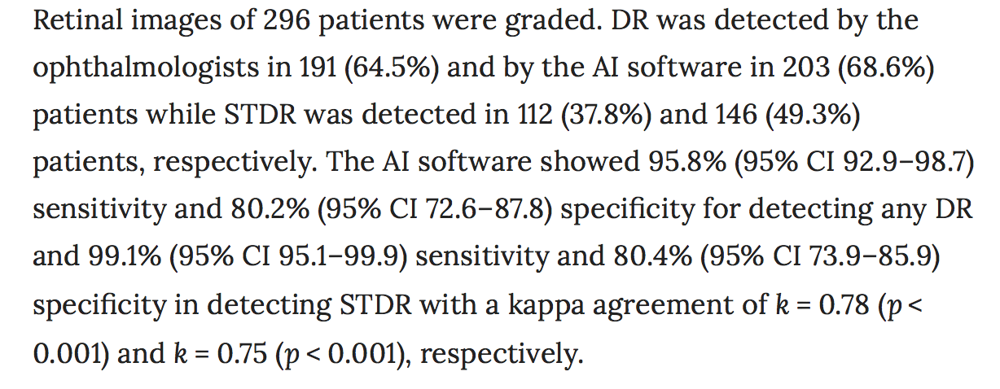 Retinal images of 296 patients were graded. DR was detected by the
ophthalmologists in 191 (64.5%) and by the AI software in 203 (68.6%)
patients while STDR was detected in 112 (37.8%) and 146 (49.3%)
patients, respectively. The AI software showed 95.8% (95% CI 92.9–98.7)
sensitivity and 80.2% (95% CI 72.6–87.8) specificity for detecting any DR
and 99.1% (95% CI 95.1–99.9) sensitivity and 80.4% (95% CI 73.9–85.9)
specificity in detecting STDR with a kappa agreement of k = 0.78 (p <
0.001) and k = 0.75 (p < 0.001), respectively.